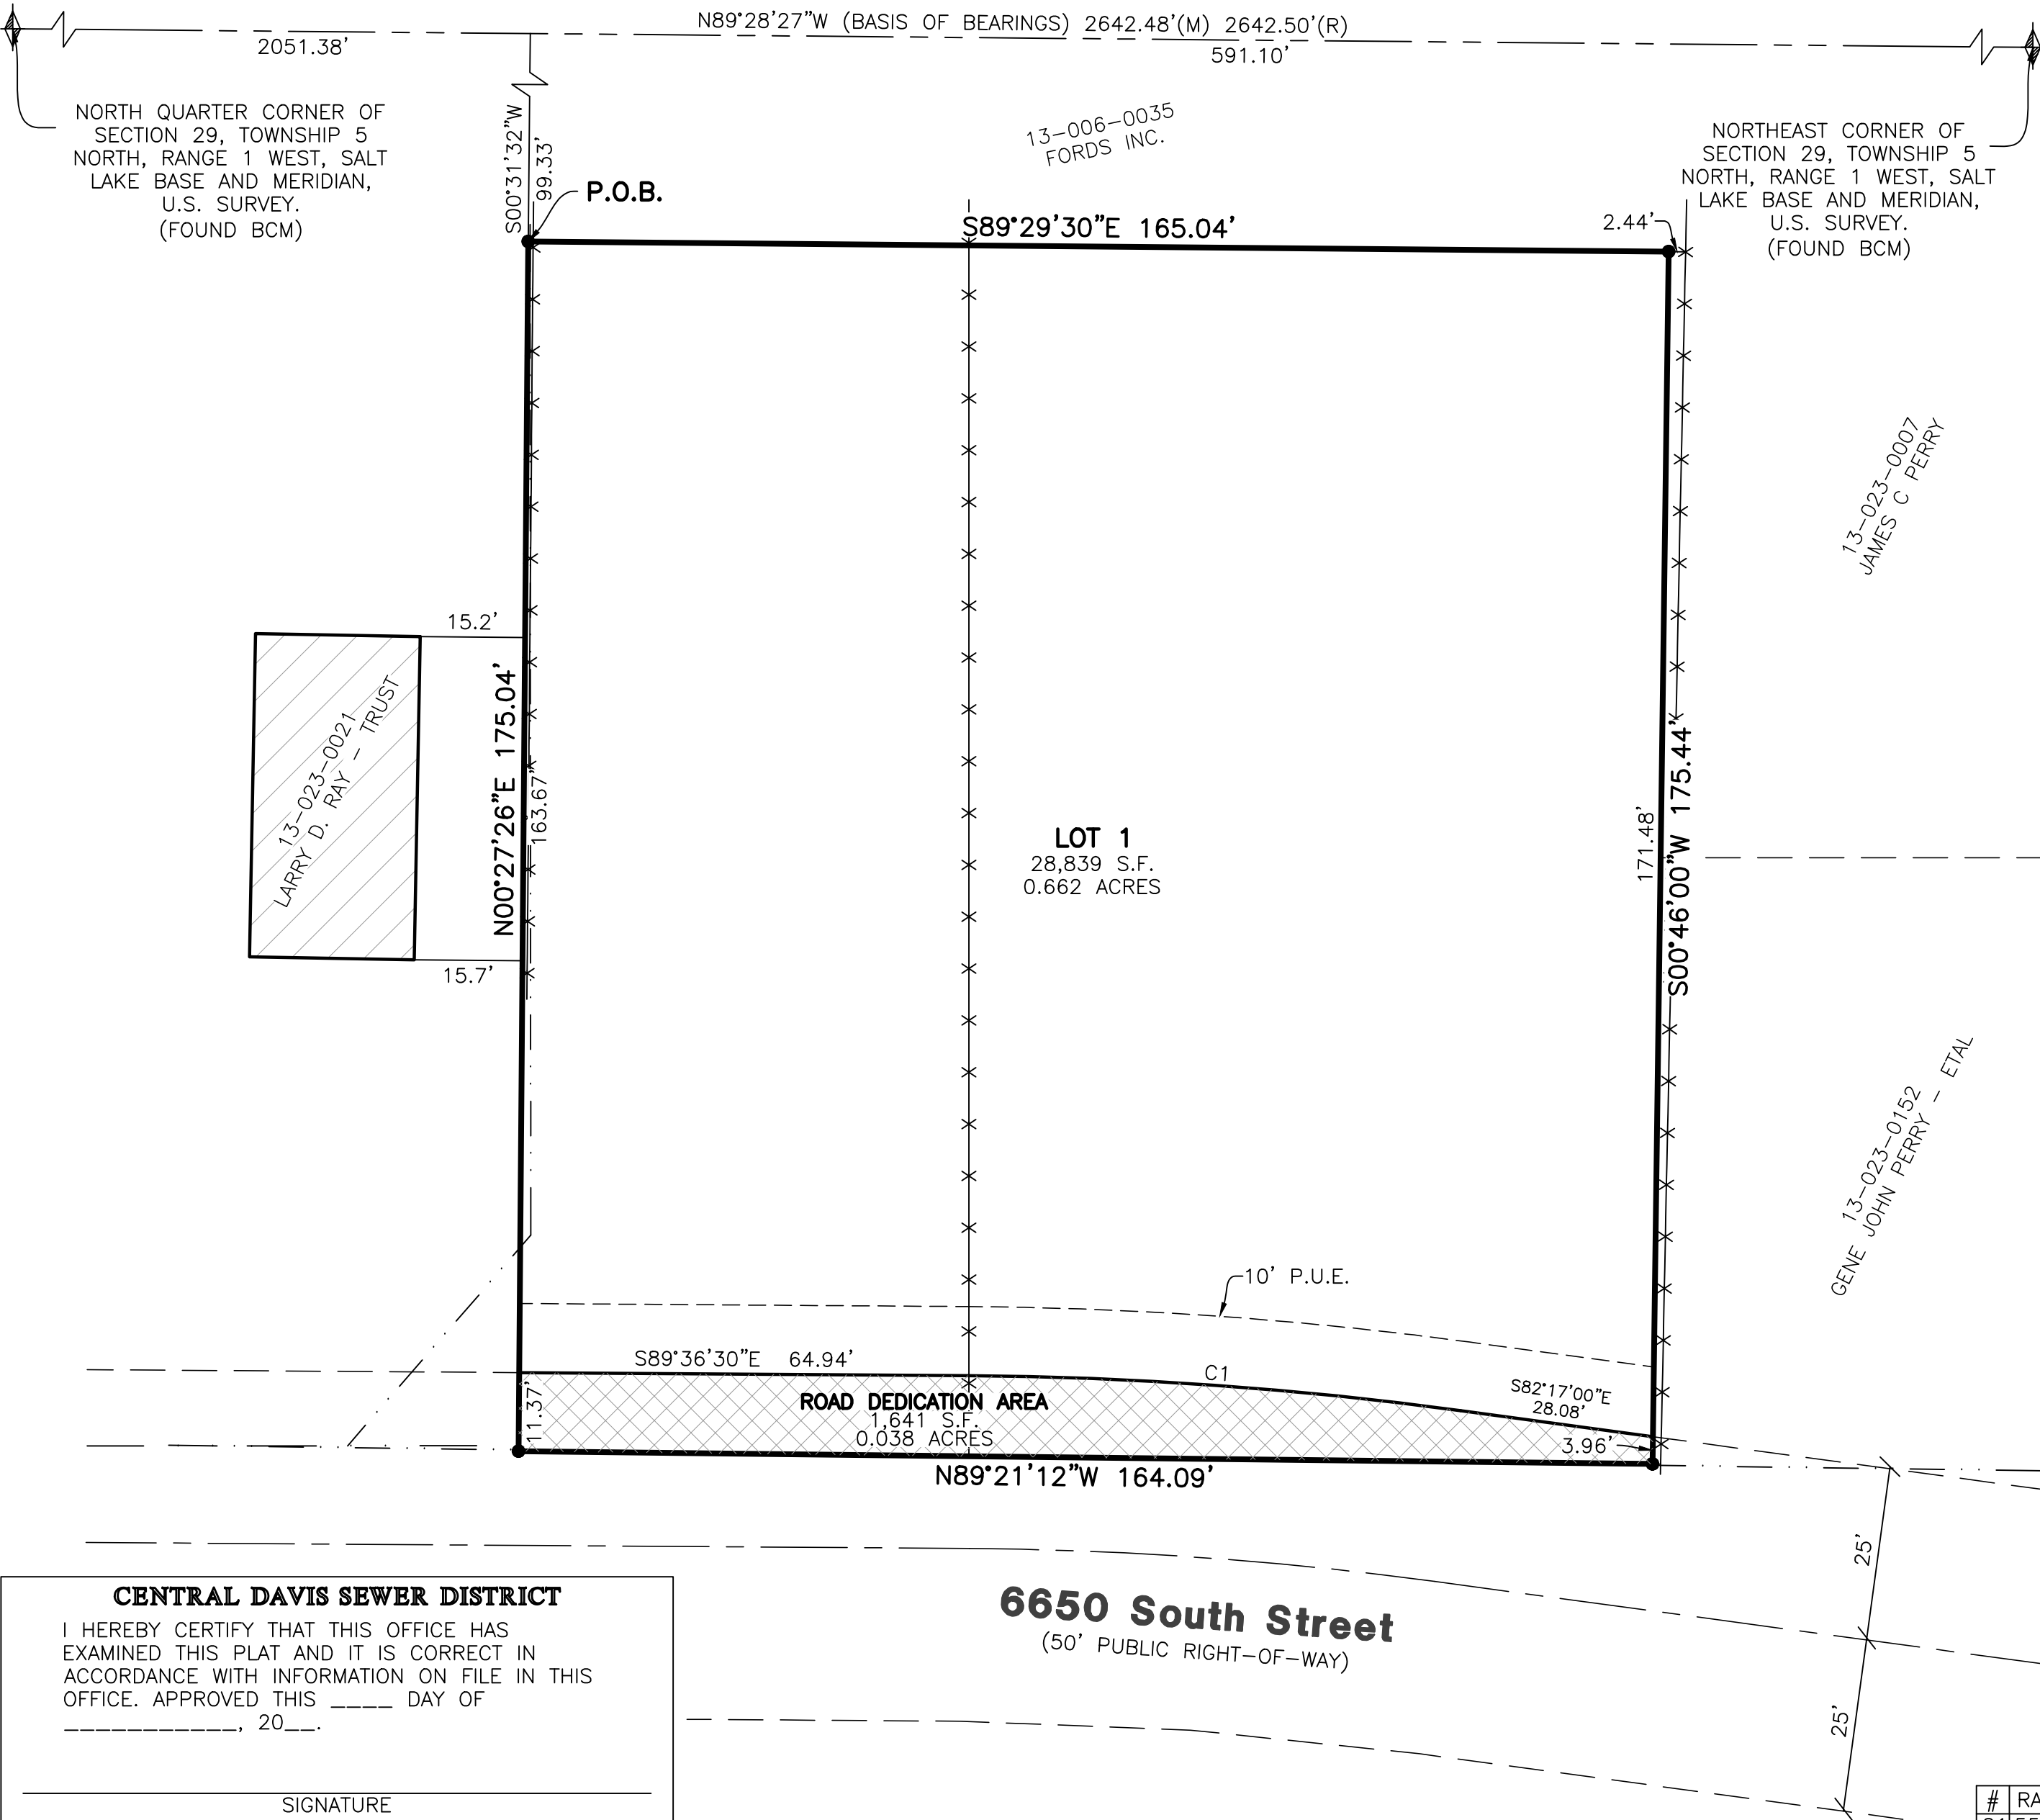 N89°28'27"W (BASIS OF BEARINGS) 2642.48'(M) 2642.50'(R)
2051.38'
591.10'
NORTH QUARTER CORNER OF
SECTION 29, TOWNSHIP 5
NORTH, RANGE 1 WEST, SALT
LAKE BASE AND MERIDIAN,
U.S. SURVEY.
(FOUND BCM)
S00°31'32"W
99.33'
P.O.B.
13-006-0035
FORDS INC.
NORTHEAST CORNER OF
SECTION 29, TOWNSHIP 5
NORTH, RANGE 1 WEST, SALT
LAKE BASE AND MERIDIAN,
U.S. SURVEY.
(FOUND BCM)
S89°29'30"E 165.04'
2.44'
13-023-0007
JAMES C PERRY
15.2'
13-023-0021
LARRY D. RAY - TRUST
15.7'
N00°27'26"E 175.04'
163.67'
LOT 1
28,839 S.F.
0.662 ACRES
171.48'
S00°46'00"W 175.44'
13-023-0152
GENE JOHN PERRY - ETAL
10' P.U.E.
S89°36'30"E 64.94'
C1
S82°17'00"E
28.08'
11.37'
ROAD DEDICATION AREA
1,641 S.F.
0.038 ACRES
3.96'
N89°21'12"W 164.09'
25'
25'
6650 South Street
(50' PUBLIC RIGHT-OF-WAY)
CENTRAL DAVIS SEWER DISTRICT
I HEREBY CERTIFY THAT THIS OFFICE HAS
EXAMINED THIS PLAT AND IT IS CORRECT IN
ACCORDANCE WITH INFORMATION ON FILE IN THIS
OFFICE. APPROVED THIS ____ DAY OF
___________, 20__.
SIGNATURE
# RA